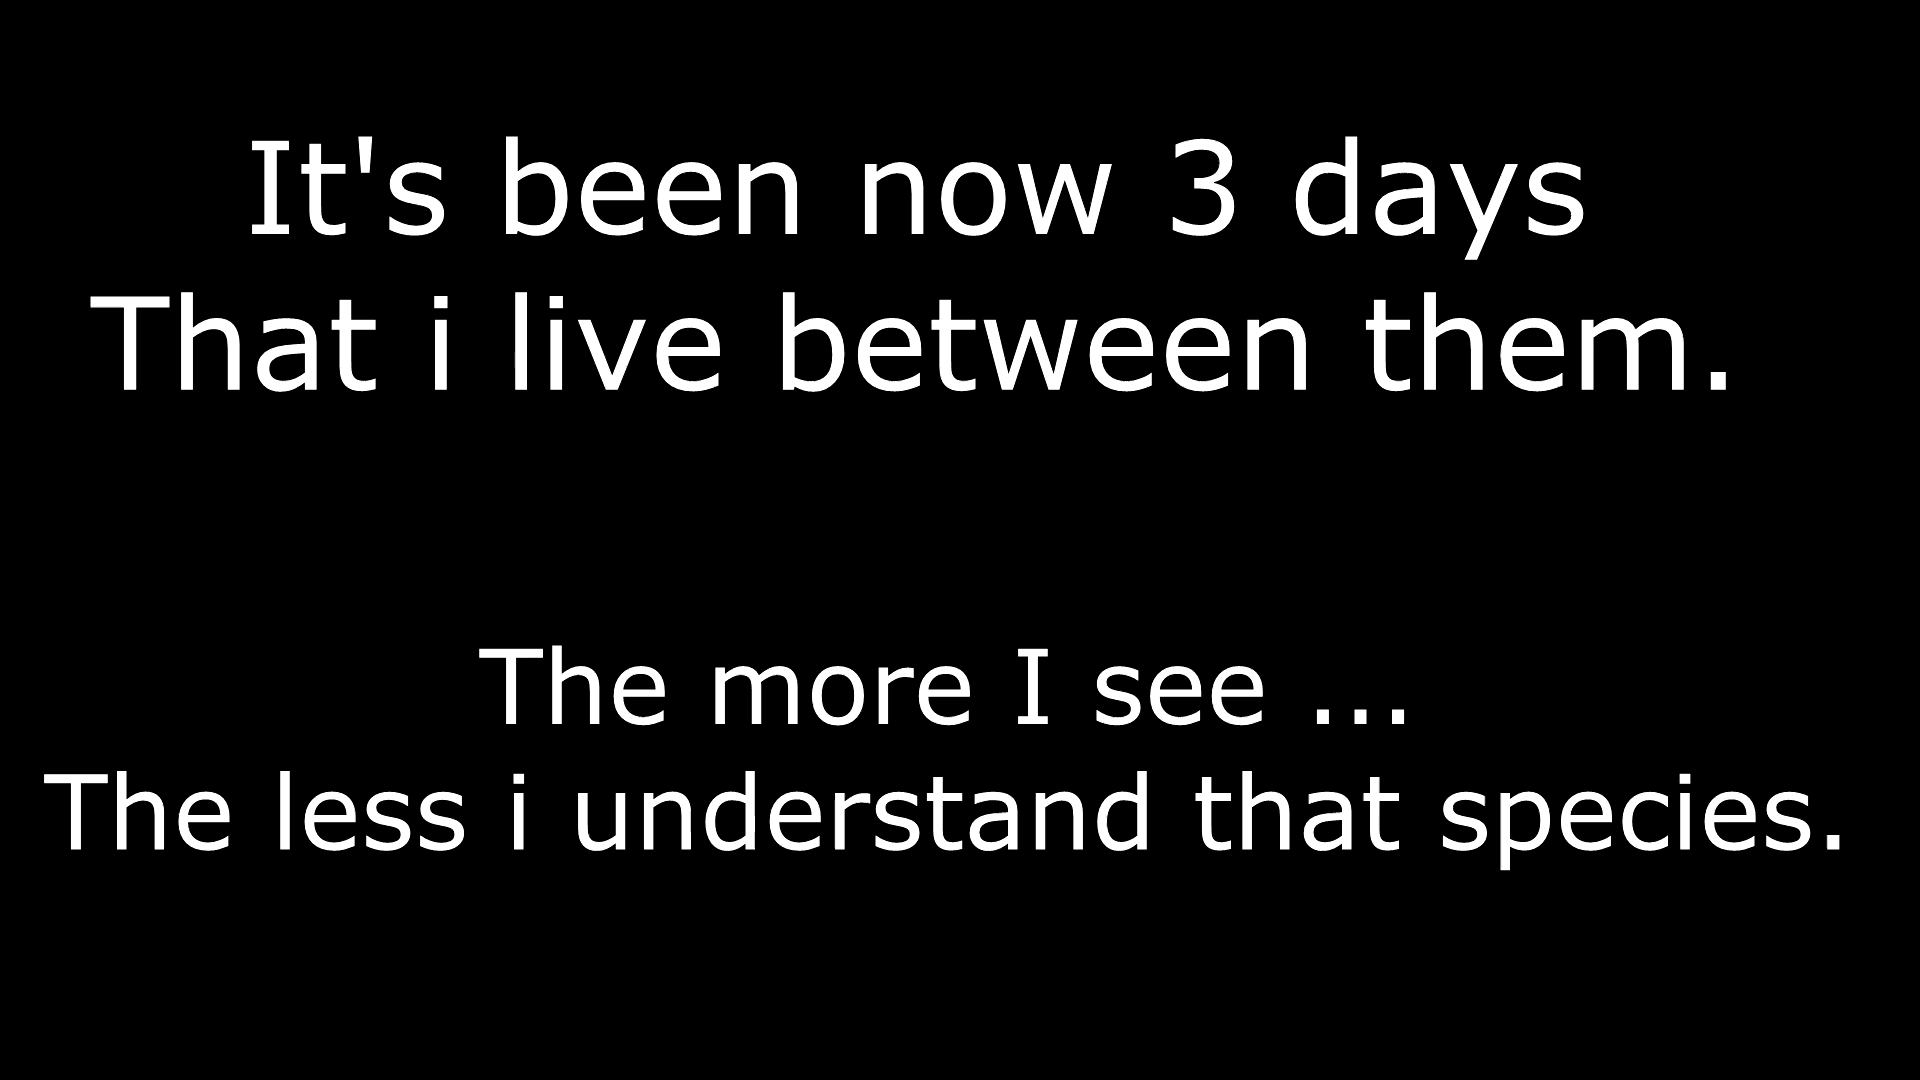 It's been now 3 days
That i live between them.
The more I see ...
The less i understand that species.